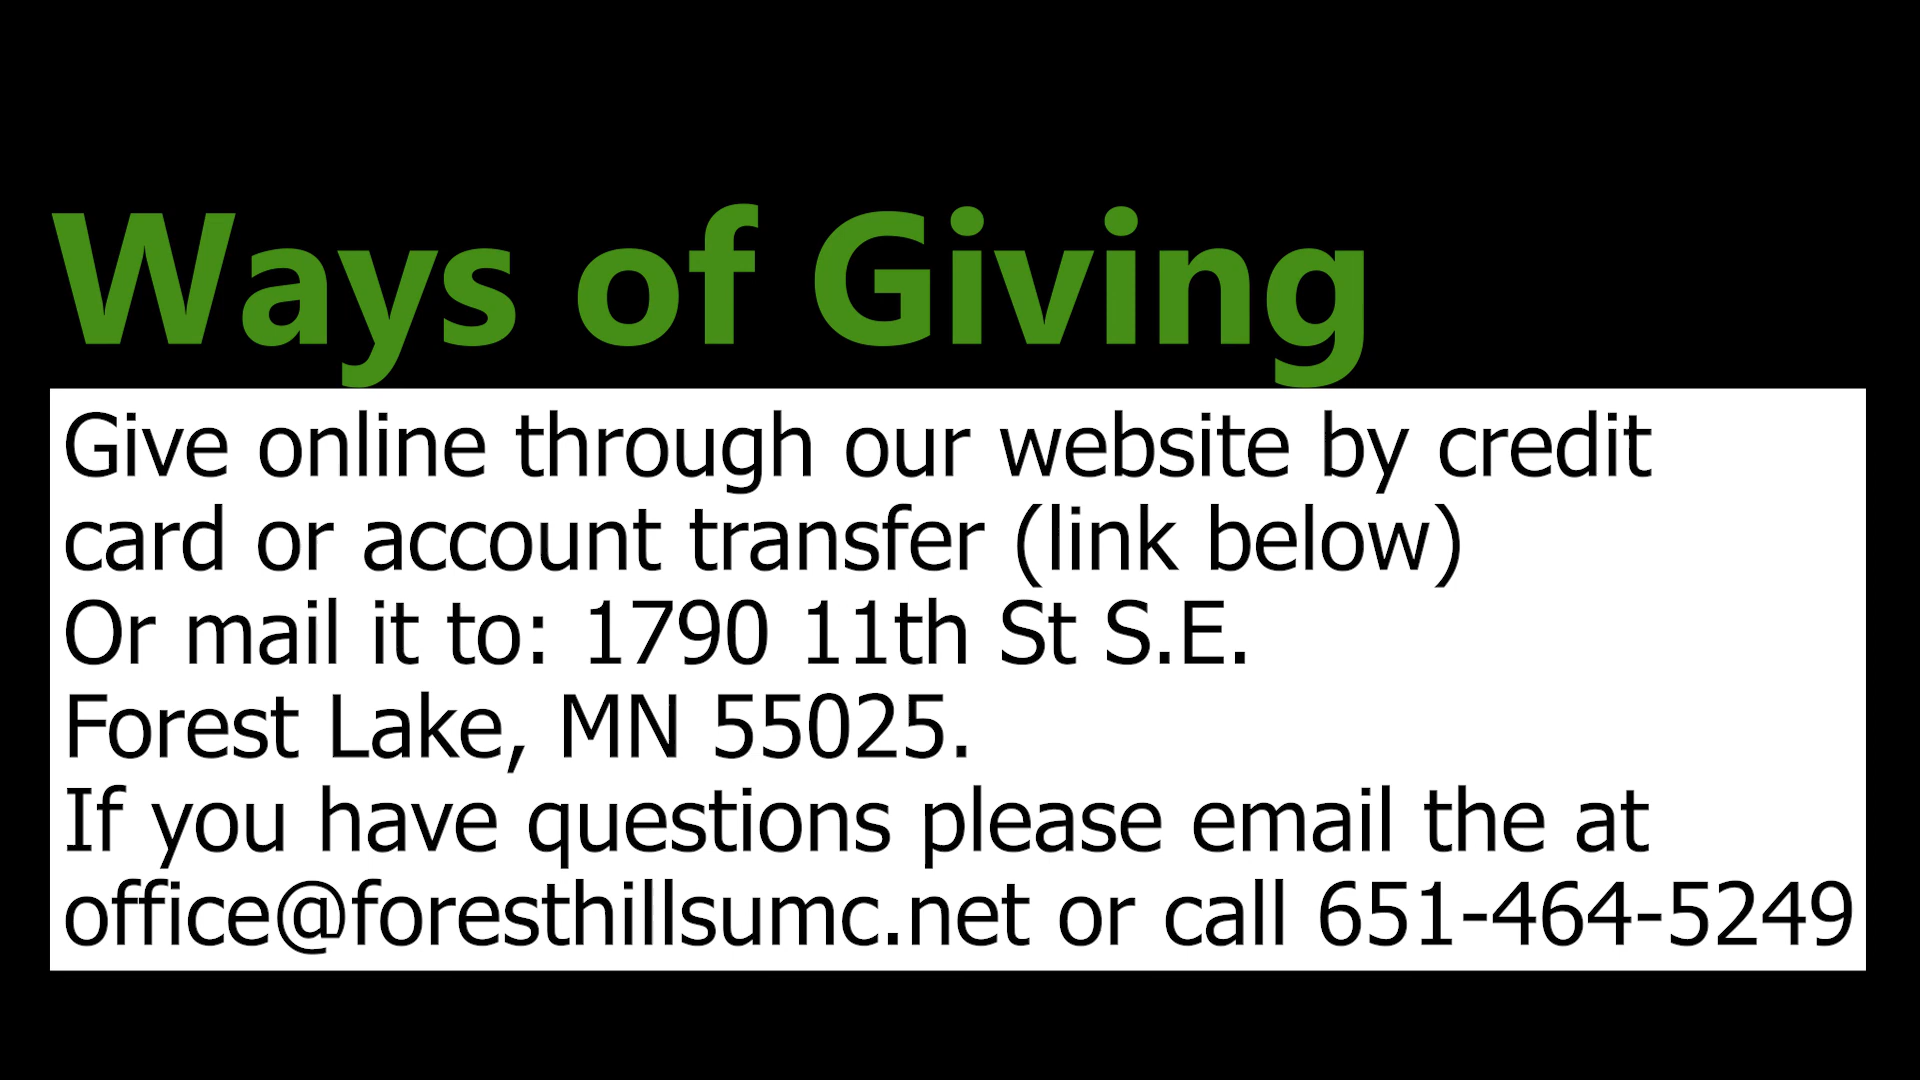 Ways of Giving
Give online through our website by credit
card or account transfer (link below)
Or mail it to: 1790 11th St S.E.
Forest Lake, MN 55025.
If you have questions please email the at
office@foresthillsumc.net or call 651-464-5249